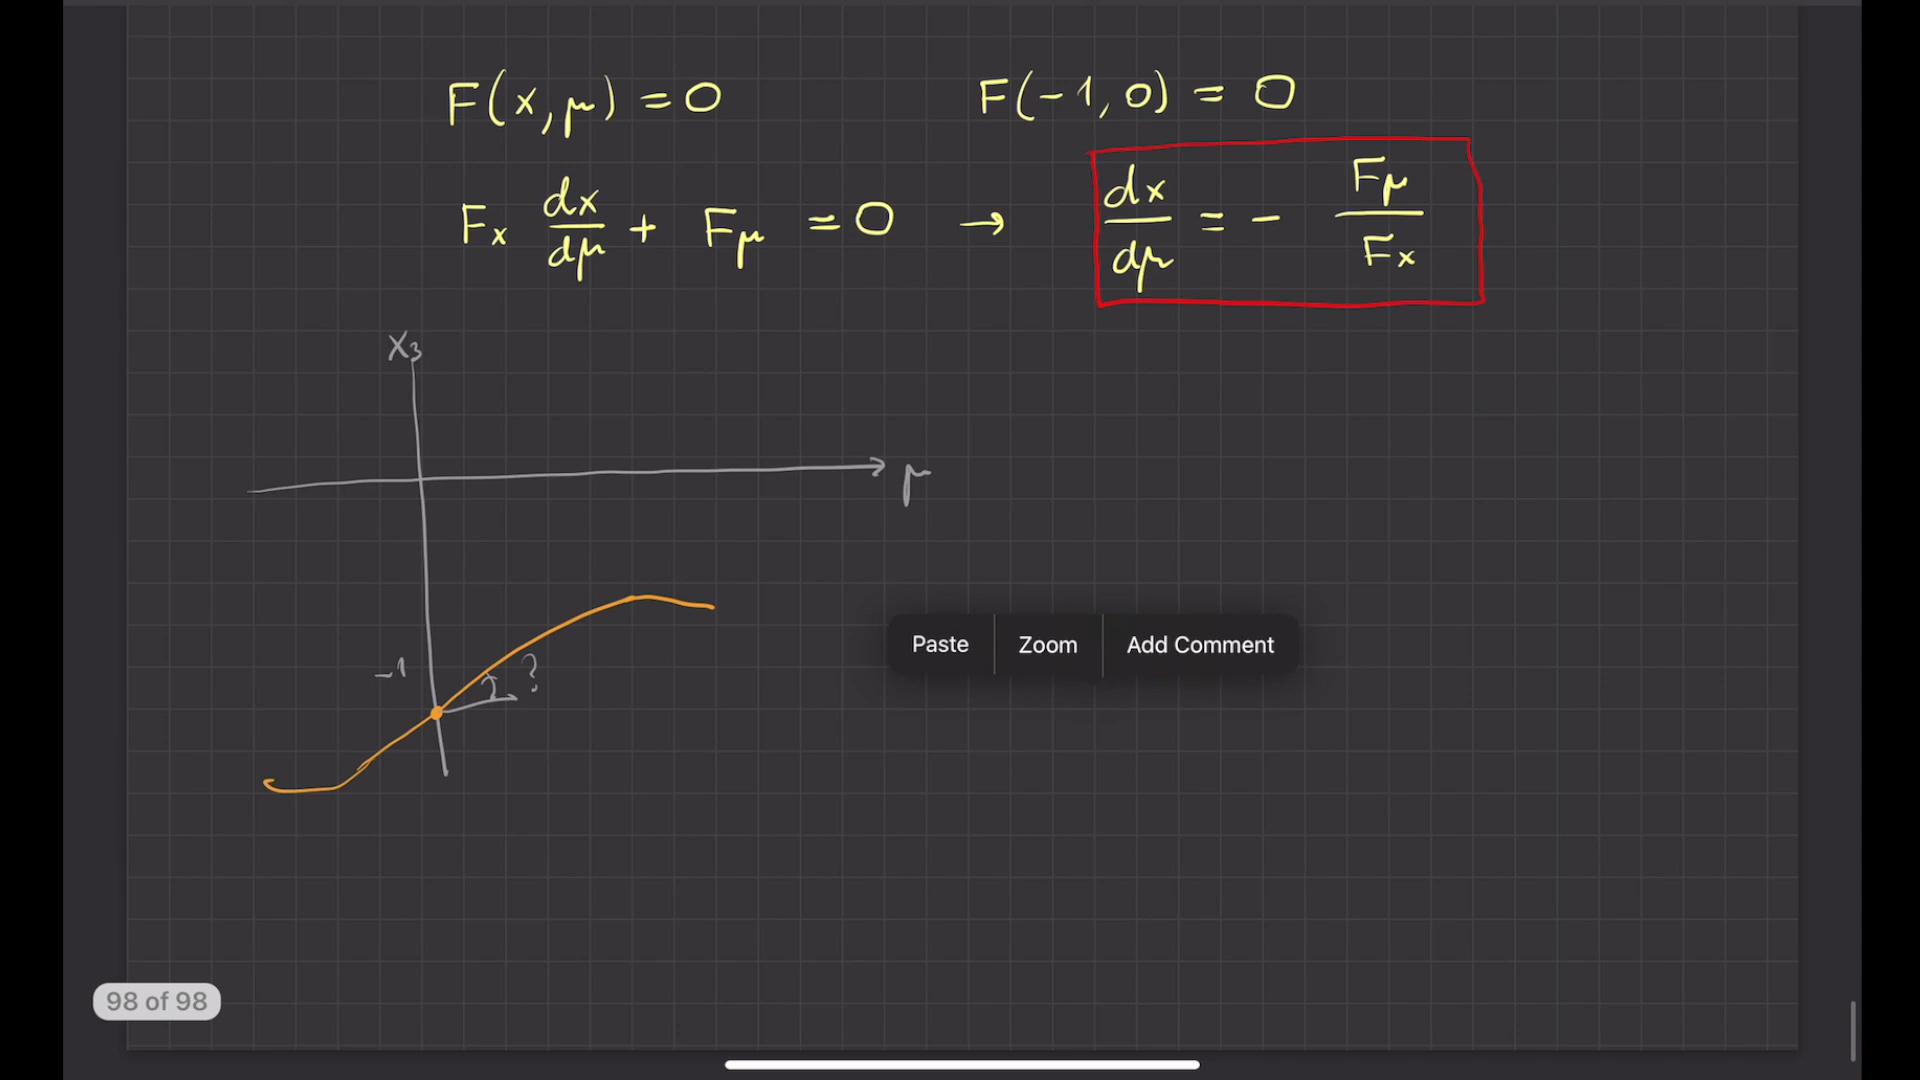 F(x, μ) = 0
F(-1, 0) = 0
Fx dx/dμ + Fμ = 0 → dx/dμ = - Fμ/Fx
X3
μ
-1
?
Paste
Zoom
Add Comment
98 of 98